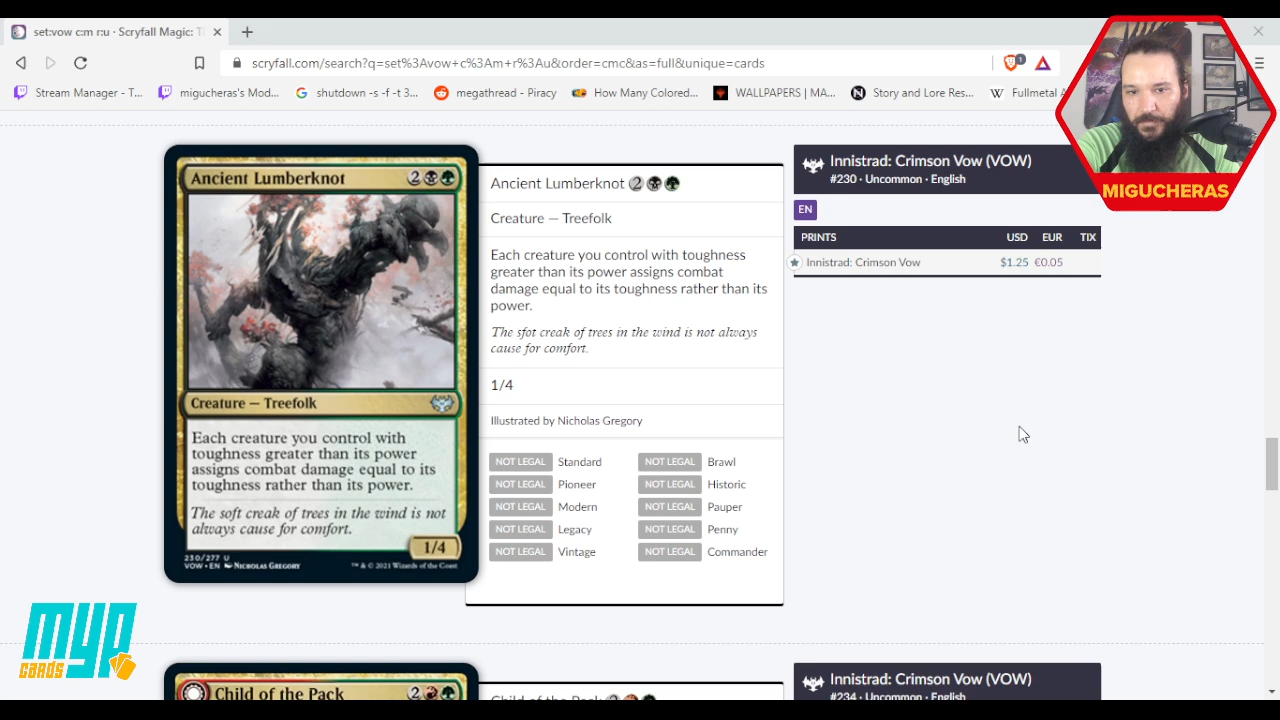 set:vow c:m r:u · Scryfall Magic: T
scryfall.com/search?q=set%3Avow+c%3Am+r%3Au&order=cmc&as=full&unique=cards
1
Stream Manager - T...
migucheras's Mod...
shutdown -s -f -t 3...
megathread - Piracy
How Many Colored...
WALLPAPERS | MA...
Story and Lore Res...
Fullmetal A
MIGUCHERAS
Ancient Lumberknot 2
Creature — Treefolk
Each creature you control with
toughness greater than its power
assigns combat damage equal to its
toughness rather than its power.
The soft creak of trees in the wind is not
always cause for comfort.
1/4
230/277 U
VOW • EN Nicholas Gregory
™ & © 2021 Wizards of the Coast
Ancient Lumberknot 2
Creature — Treefolk
Each creature you control with toughness
greater than its power assigns combat
damage equal to its toughness rather than its
power.
The sfot creak of trees in the wind is not always
cause for comfort.
1/4
Illustrated by Nicholas Gregory
NOT LEGAL Standard NOT LEGAL Brawl
NOT LEGAL Pioneer NOT LEGAL Historic
NOT LEGAL Modern NOT LEGAL Pauper
NOT LEGAL Legacy NOT LEGAL Penny
NOT LEGAL Vintage NOT LEGAL Commander
Innistrad: Crimson Vow (VOW)
#230 · Uncommon · English
EN
PRINTS USD EUR TIX
Innistrad: Crimson Vow $1.25 €0.05
myp
cards
Child of the Pack 2
Child of the Pack 2
Innistrad: Crimson Vow (VOW)
#234 · Uncommon · English